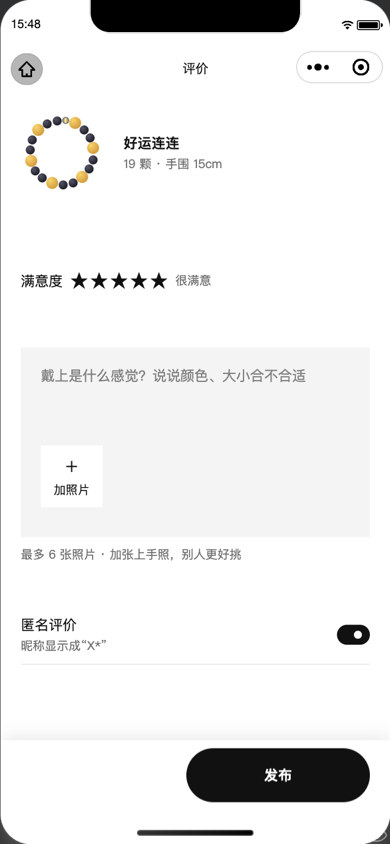 15:48
评价
好运连连
19 颗 · 手围 15cm
满意度 ★★★★★ 很满意
戴上是什么感觉？说说颜色、大小合不合适
+
加照片
最多 6 张照片 · 加张上手照，别人更好挑
匿名评价
昵称显示成“X*”
发布